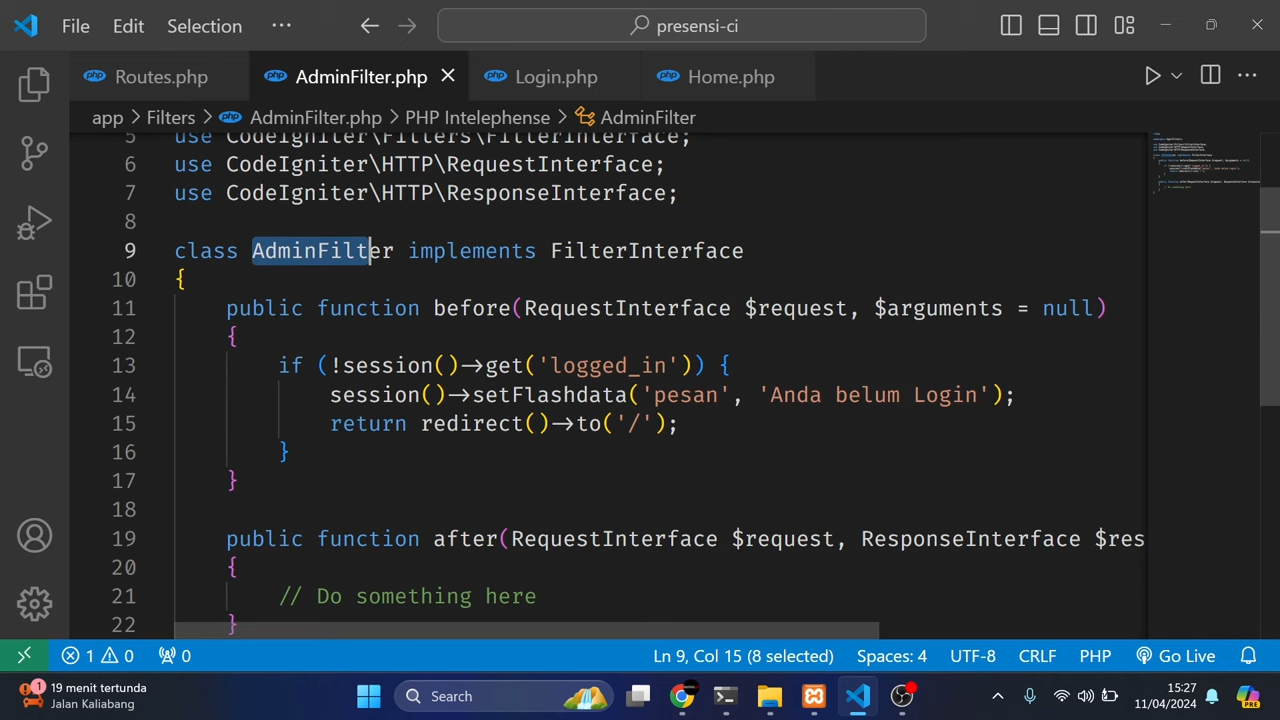 File Edit Selection ··· presensi-ci
Routes.php AdminFilter.php Login.php Home.php
app > Filters > AdminFilter.php > PHP Intelephense > AdminFilter
5 use CodeIgniter\Filters\FilterInterface;
6 use CodeIgniter\HTTP\RequestInterface;
7 use CodeIgniter\HTTP\ResponseInterface;
8
9 class AdminFilter implements FilterInterface
10 {
11 public function before(RequestInterface $request, $arguments = null)
12 {
13 if (!session()->get('logged_in')) {
14 session()->setFlashdata('pesan', 'Anda belum Login');
15 return redirect()->to('/');
16 }
17 }
18
19 public function after(RequestInterface $request, ResponseInterface $res
20 {
21 // Do something here
22 }
1 0 0 Ln 9, Col 15 (8 selected) Spaces: 4 UTF-8 CRLF PHP Go Live
1 19 menit tertunda
Jalan Kaliabang
Search
15:27
11/04/2024
PRE